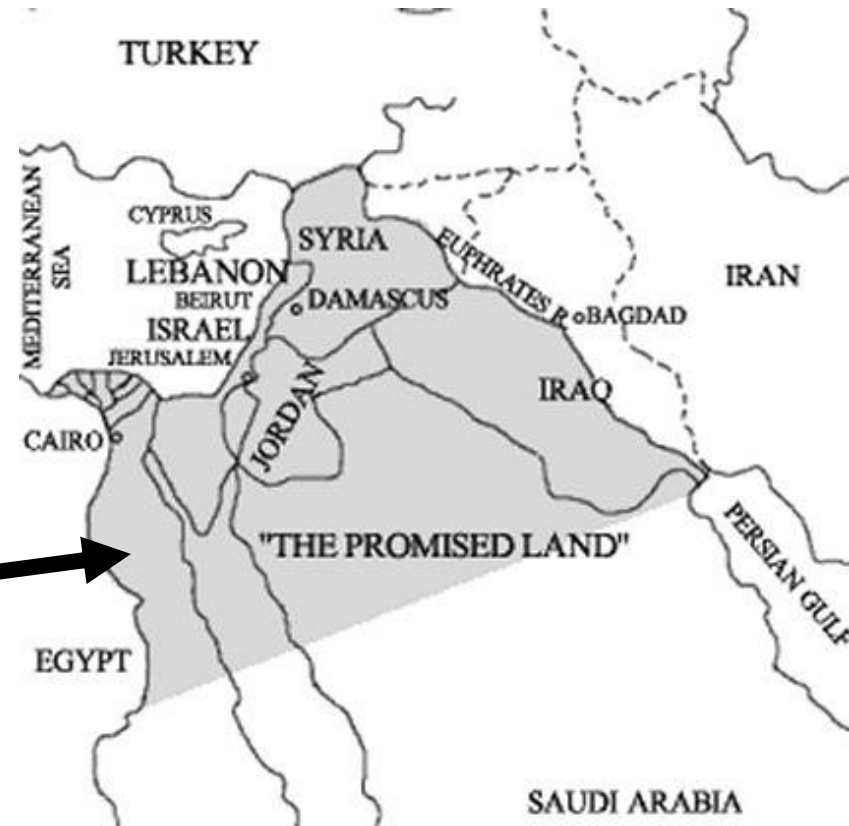 TURKEY
MEDITERRANEAN
SEA
CYPRUS
SYRIA
LEBANON
BEIRUT
DAMASCUS
ISRAEL
JERUSALEM
EUPHRATES R.
BAGDAD
IRAN
IRAQ
JORDAN
CAIRO
"THE PROMISED LAND"
PERSIAN GULF
EGYPT
SAUDI ARABIA